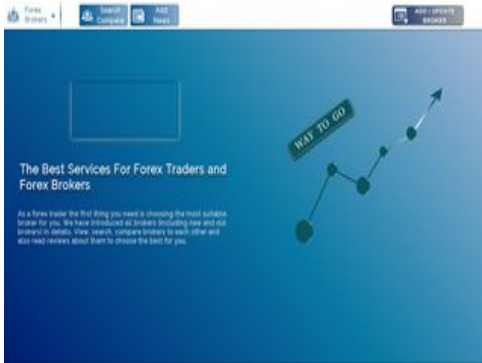 Forex
Brokers
Search
Compare
Add
News
ADD / UPDATE
BROKER
WAY TO GO
The Best Services For Forex Traders and
Forex Brokers
As a forex trader the first thing you need is choosing the most suitable
broker for you. We have introduced all brokers (including new and old
brokers) in details. View, search, compare brokers to each other and
also read reviews about them to choose the best for you.